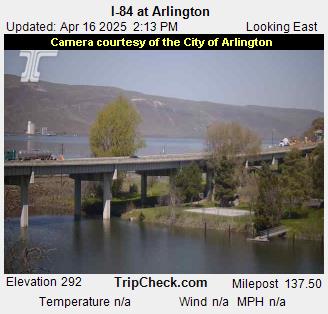 I-84 at Arlington
Updated: Apr 16 2025 2:13 PM Looking East
Camera courtesy of the City of Arlington
Elevation 292 TripCheck.com Milepost 137.50
Temperature n/a Wind n/a MPH n/a